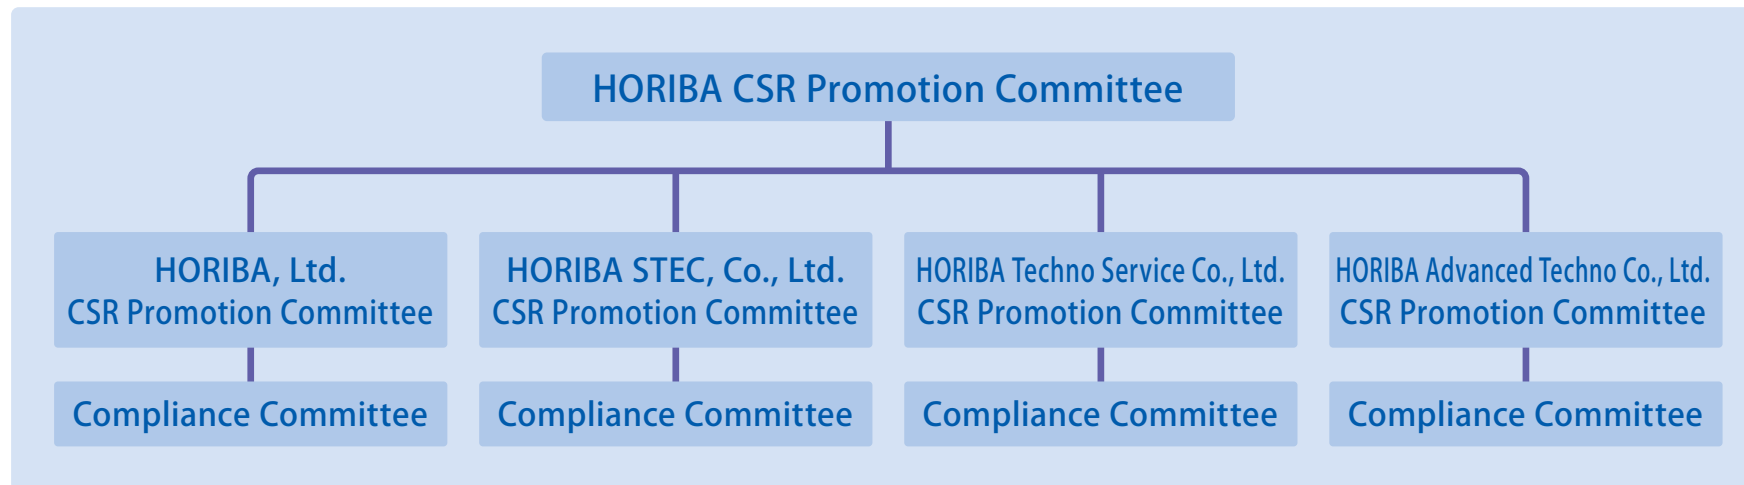 HORIBA CSR Promotion Committee
HORIBA, Ltd.
CSR Promotion Committee
HORIBA STEC, Co., Ltd.
CSR Promotion Committee
HORIBA Techno Service Co., Ltd.
CSR Promotion Committee
HORIBA Advanced Techno Co., Ltd.
CSR Promotion Committee
Compliance Committee
Compliance Committee
Compliance Committee
Compliance Committee